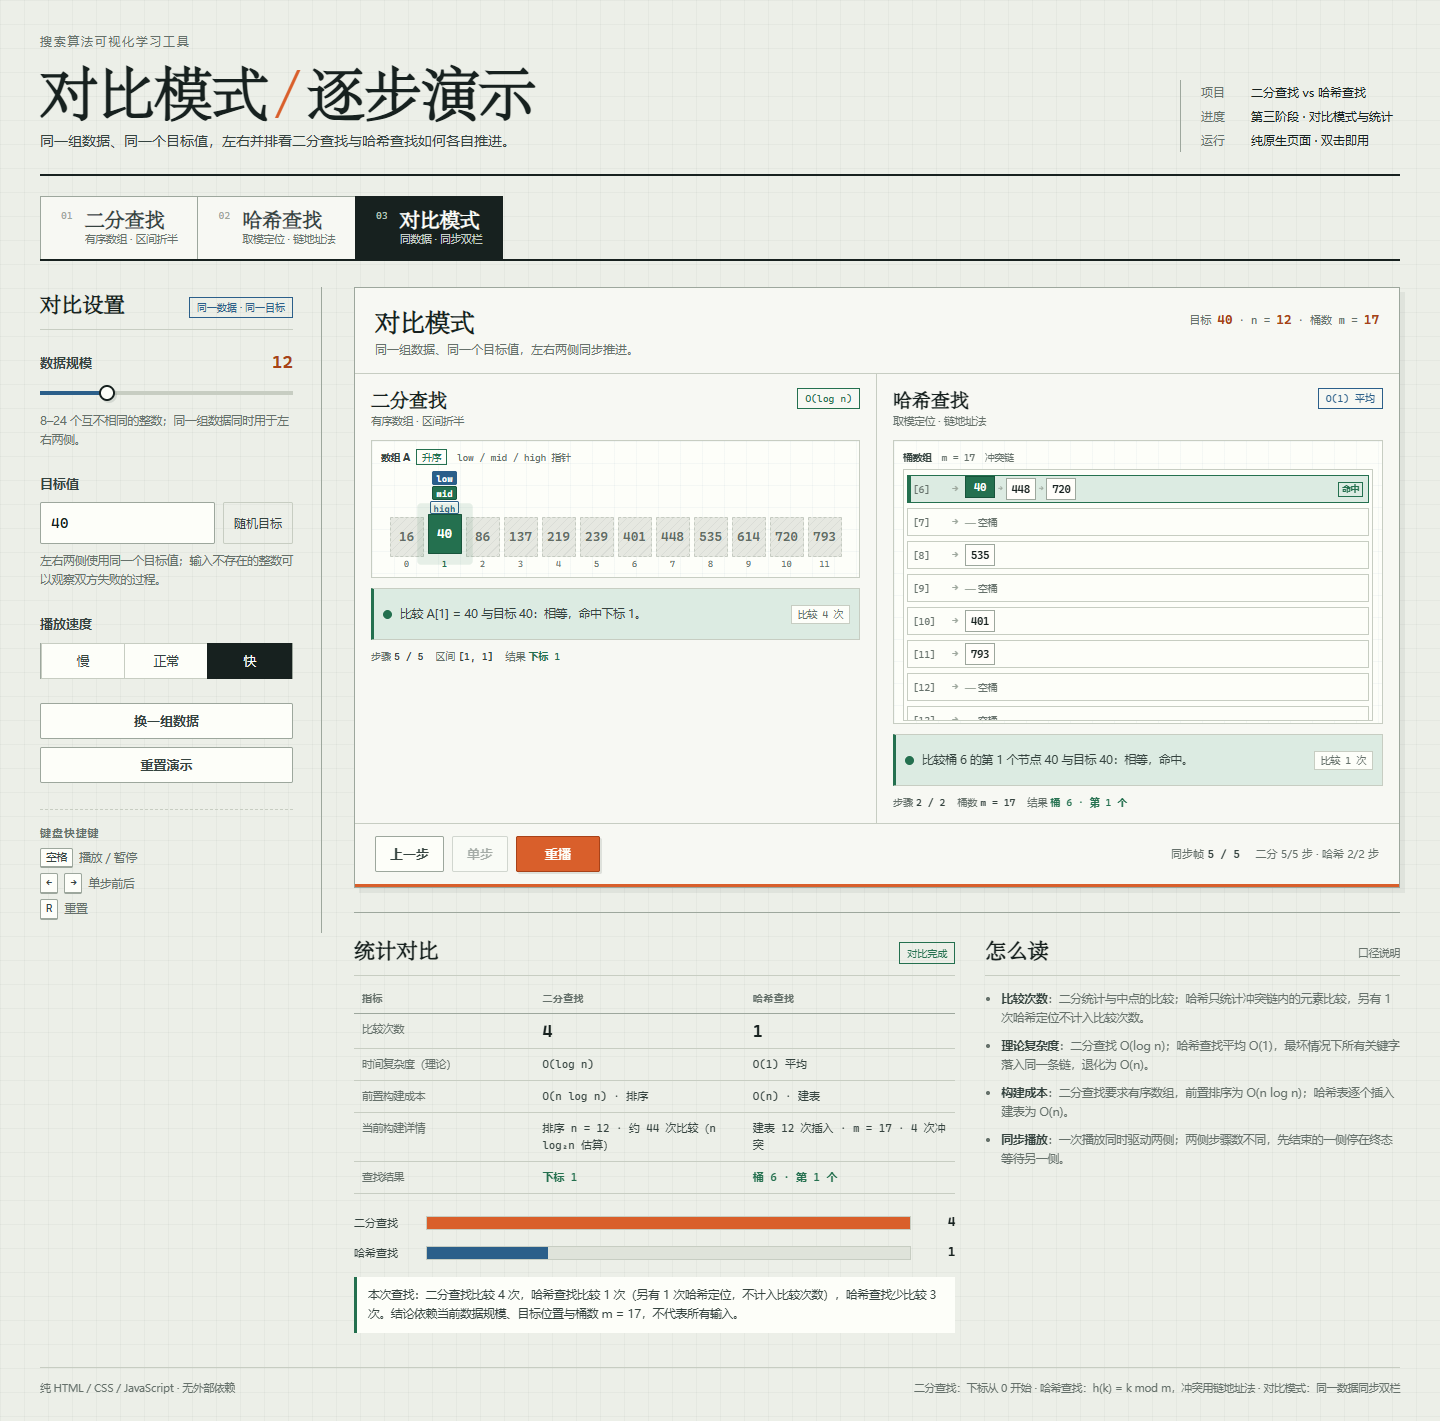 搜索算法可视化学习工具
对比模式 / 逐步演示
同一组数据、同一个目标值，左右并排看二分查找与哈希查找如何各自推进。
项目 二分查找 vs 哈希查找
进度 第三阶段 · 对比模式与统计
运行 纯原生页面 · 双击即用
01 二分查找
有序数组 · 区间折半
02 哈希查找
取模定位 · 链地址法
03 对比模式
同数据 · 同步双栏
对比设置
同一数据 · 同一目标
数据规模 12
8–24 个互不相同的整数；同一组数据同时用于左
右两侧。
目标值
40 随机目标
左右两侧使用同一个目标值；输入不存在的整数可
以观察双方失败的过程。
播放速度
慢 正常 快
换一组数据
重置演示
键盘快捷键
空格 播放 / 暂停
← → 单步前后
R 重置
对比模式
同一组数据、同一个目标值，左右两侧同步推进。
目标 40 · n = 12 · 桶数 m = 17
二分查找 O(log n)
有序数组 · 区间折半
数组 A 升序 low / mid / high 指针
low
mid
high
16 40 86 137 219 239 401 448 535 614 720 793
0 1 2 3 4 5 6 7 8 9 10 11
比较 A[1] = 40 与目标 40：相等，命中下标 1。 比较 4 次
步骤 5 / 5 区间 [1, 1] 结果 下标 1
哈希查找 O(1) 平均
取模定位 · 链地址法
桶数组 m = 17 冲突链
[6] → 40 → 448 → 720 命中
[7] → — 空桶
[8] → 535
[9] → — 空桶
[10] → 401
[11] → 793
[12] → — 空桶
[13] → — 空桶
比较桶 6 的第 1 个节点 40 与目标 40：相等，命中。 比较 1 次
步骤 2 / 2 桶数 m = 17 结果 桶 6 · 第 1 个
上一步 单步 重播
同步帧 5 / 5 二分 5/5 步 · 哈希 2/2 步
统计对比 对比完成
指标 二分查找 哈希查找
比较次数 4 1
时间复杂度（理论） O(log n) O(1) 平均
前置构建成本 O(n log n) · 排序 O(n) · 建表
当前构建详情 排序 n = 12 · 约 44 次比较（n log₂n 估算） 建表 12 次插入 · m = 17 · 4 次冲突
查找结果 下标 1 桶 6 · 第 1 个
二分查找 4
哈希查找 1
本次查找：二分查找比较 4 次，哈希查找比较 1 次（另有 1 次哈希定位，不计入比较次数），哈希查找少比较 3
次。结论依赖当前数据规模、目标位置与桶数 m = 17，不代表所有输入。
怎么读 口径说明
• 比较次数：二分统计与中点的比较；哈希只统计冲突链内的元素比较，另有 1
次哈希定位不计入比较次数。
• 理论复杂度：二分查找 O(log n)；哈希查找平均 O(1)，最坏情况下所有关键字
落入同一条链，退化为 O(n)。
• 构建成本：二分查找要求有序数组，前置排序为 O(n log n)；哈希表逐个插入
建表为 O(n)。
• 同步播放：一次播放同时驱动两侧；两侧步骤数不同，先结束的一侧停在终态
等待另一侧。
纯 HTML / CSS / JavaScript · 无外部依赖
二分查找：下标从 0 开始 · 哈希查找：h(k) = k mod m，冲突用链地址法 · 对比模式：同一数据同步双栏